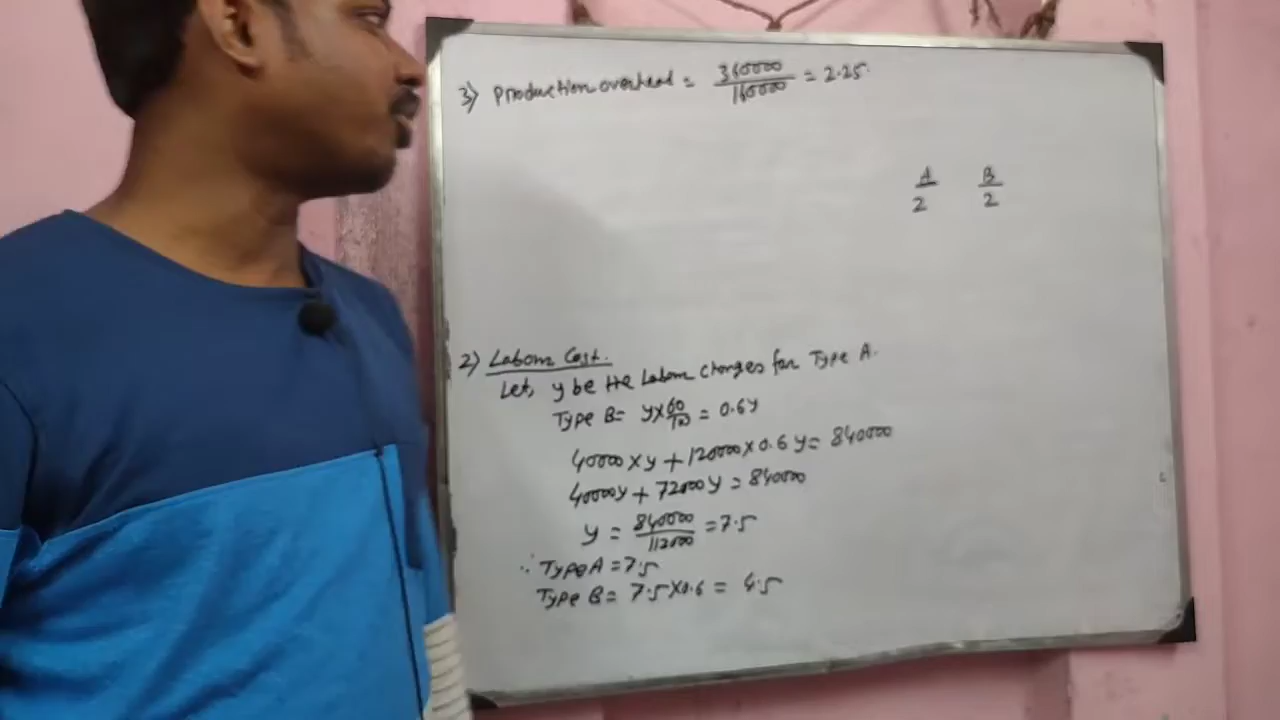 3) Production overhead = 360000/160000 = 2.25.
A B
2 2
2) Labour Cost.
Let, y be the Labour charges for Type A.
Type B = y×60/100 = 0.6y
40000×y + 120000×0.6y = 840000
40000y + 72000y = 840000
y = 840000/112000 = 7.5
∴ Type A = 7.5
Type B = 7.5×0.6 = 4.5